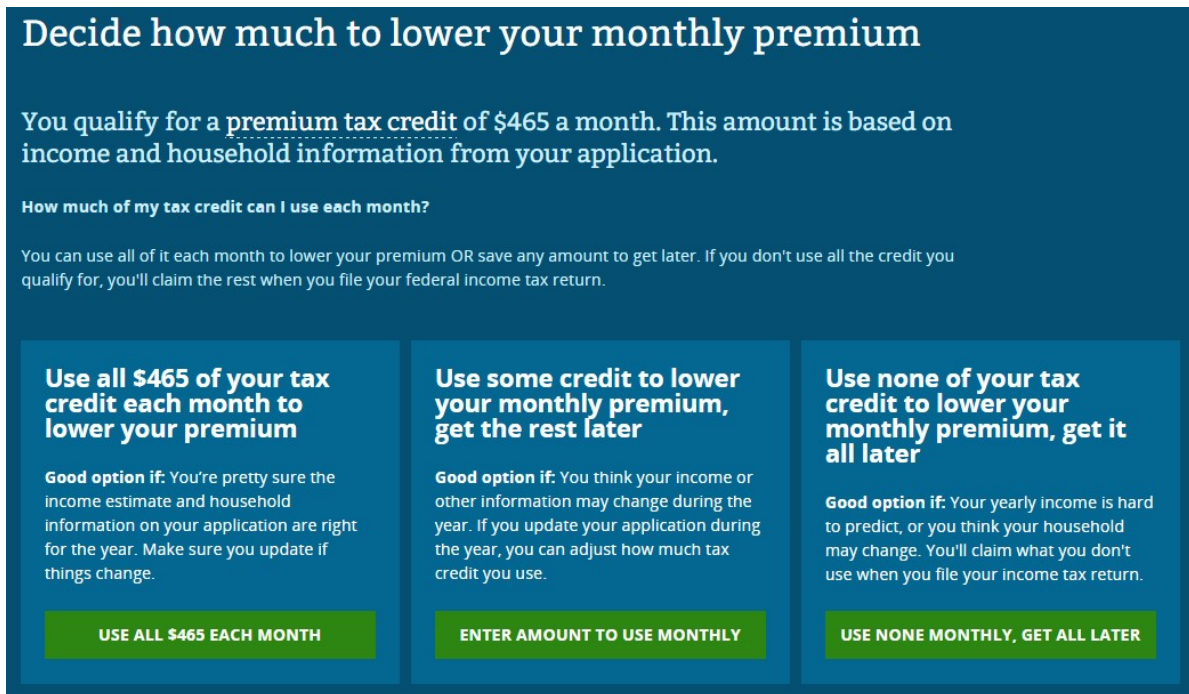 Decide how much to lower your monthly premium
You qualify for a premium tax credit of $465 a month. This amount is based on
income and household information from your application.
How much of my tax credit can I use each month?
You can use all of it each month to lower your premium OR save any amount to get later. If you don't use all the credit you
qualify for, you'll claim the rest when you file your federal income tax return.
Use all $465 of your tax
credit each month to
lower your premium
Good option if: You’re pretty sure the
income estimate and household
information on your application are right
for the year. Make sure you update if
things change.
USE ALL $465 EACH MONTH
Use some credit to lower
your monthly premium,
get the rest later
Good option if: You think your income or
other information may change during the
year. If you update your application during
the year, you can adjust how much tax
credit you use.
ENTER AMOUNT TO USE MONTHLY
Use none of your tax
credit to lower your
monthly premium, get it
all later
Good option if: Your yearly income is hard
to predict, or you think your household
may change. You'll claim what you don't
use when you file your income tax return.
USE NONE MONTHLY, GET ALL LATER